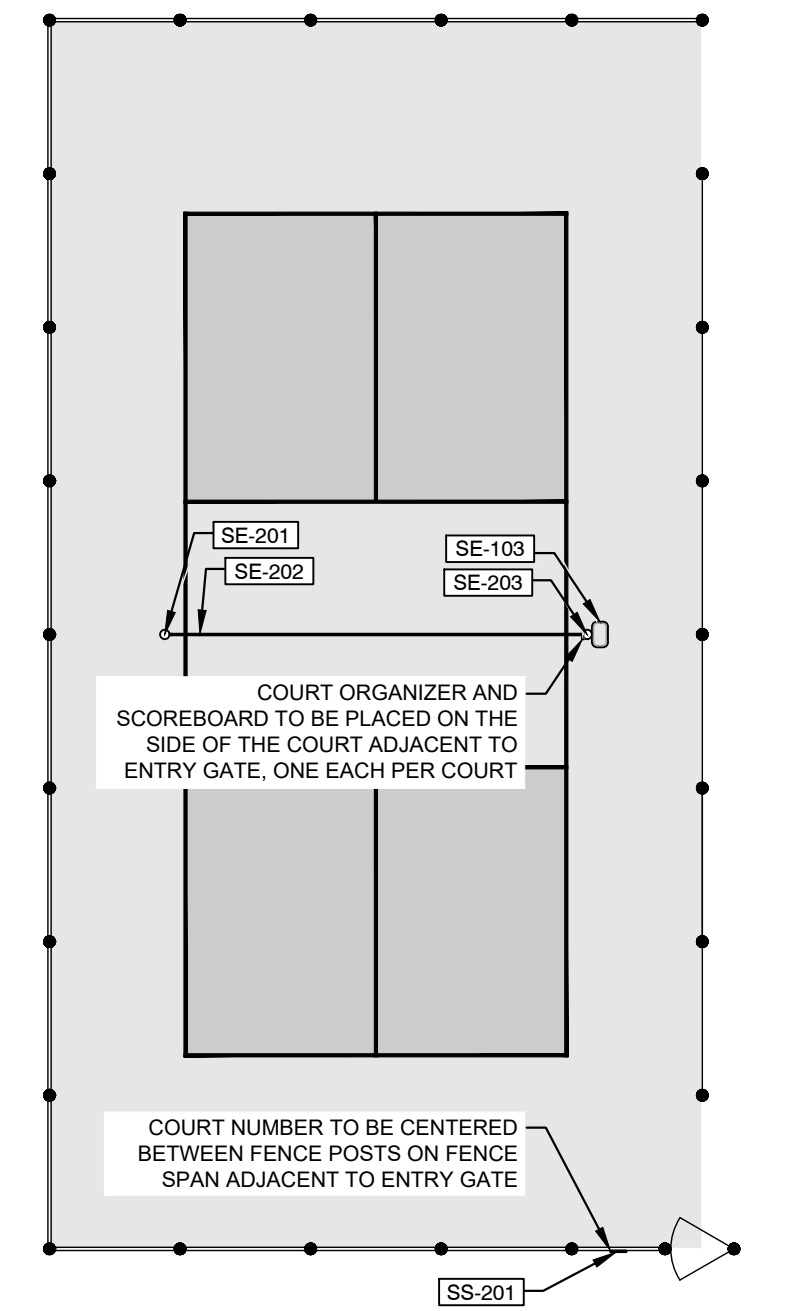 SE-201
SE-103
SE-202
SE-203
COURT ORGANIZER AND
SCOREBOARD TO BE PLACED ON THE
SIDE OF THE COURT ADJACENT TO
ENTRY GATE, ONE EACH PER COURT
COURT NUMBER TO BE CENTERED
BETWEEN FENCE POSTS ON FENCE
SPAN ADJACENT TO ENTRY GATE
SS-201